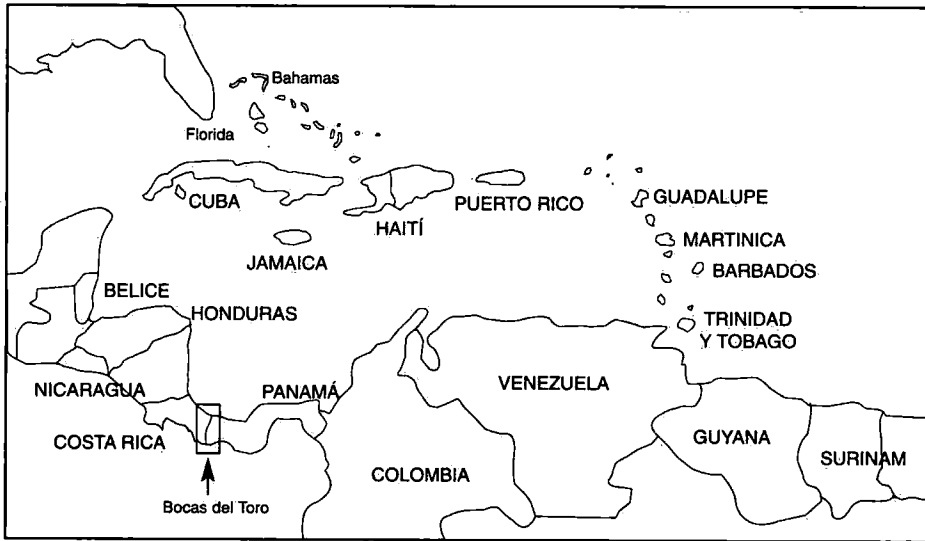 Bahamas
Florida
CUBA
HAITÍ
PUERTO RICO
GUADALUPE
JAMAICA
MARTINICA
BARBADOS
BELICE
HONDURAS
TRINIDAD
Y TOBAGO
NICARAGUA
PANAMÁ
VENEZUELA
COSTA RICA
GUYANA
SURINAM
COLOMBIA
Bocas del Toro